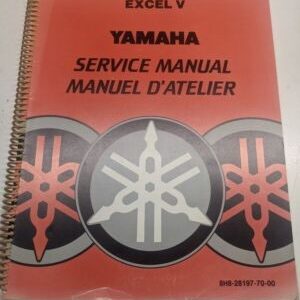 EXCEL V
YAMAHA
SERVICE MANUAL
MANUEL D'ATELIER
8H8-28197-70-00